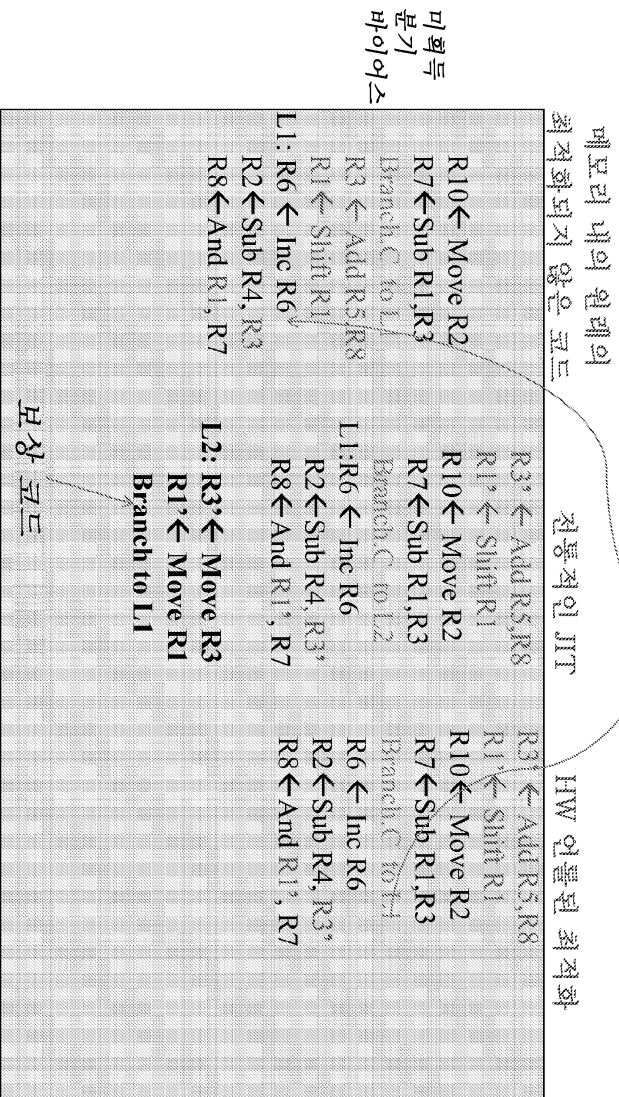 메모리 내의 원래의
최적화되지 않은 코드
R10← Move R2
R7←Sub R1,R3
Branch.C to L1
R3 ← Add R5,R8
R1← Shift R1
L1: R6 ← Inc R6
R2←Sub R4, R3
R8←And R1, R7
미획득
분기
바이어스
전통적인 JIT
R3’ ← Add R5,R8
R1’← Shift R1
R10← Move R2
R7←Sub R1,R3
Branch.C to L2
L1:R6 ← Inc R6
R2←Sub R4, R3’
R8←And R1’, R7
L2: R3’← Move R3
R1’← Move R1
Branch to L1
보상 코드
HW 언롤된 최적화
R3’ ← Add R5,R8
R1’← Shift R1
R10← Move R2
R7←Sub R1,R3
Branch.C to L1
R6 ← Inc R6
R2←Sub R4, R3’
R8←And R1’, R7